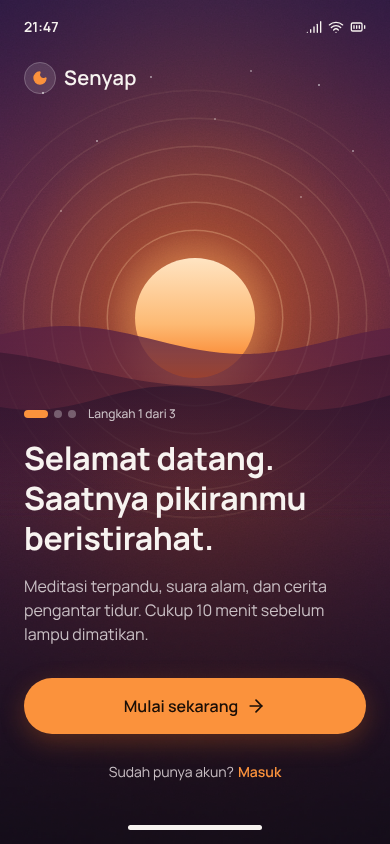 21:47
Senyap
Langkah 1 dari 3
Selamat datang.
Saatnya pikiranmu
beristirahat.
Meditasi terpandu, suara alam, dan cerita
pengantar tidur. Cukup 10 menit sebelum
lampu dimatikan.
Mulai sekarang
Sudah punya akun? Masuk